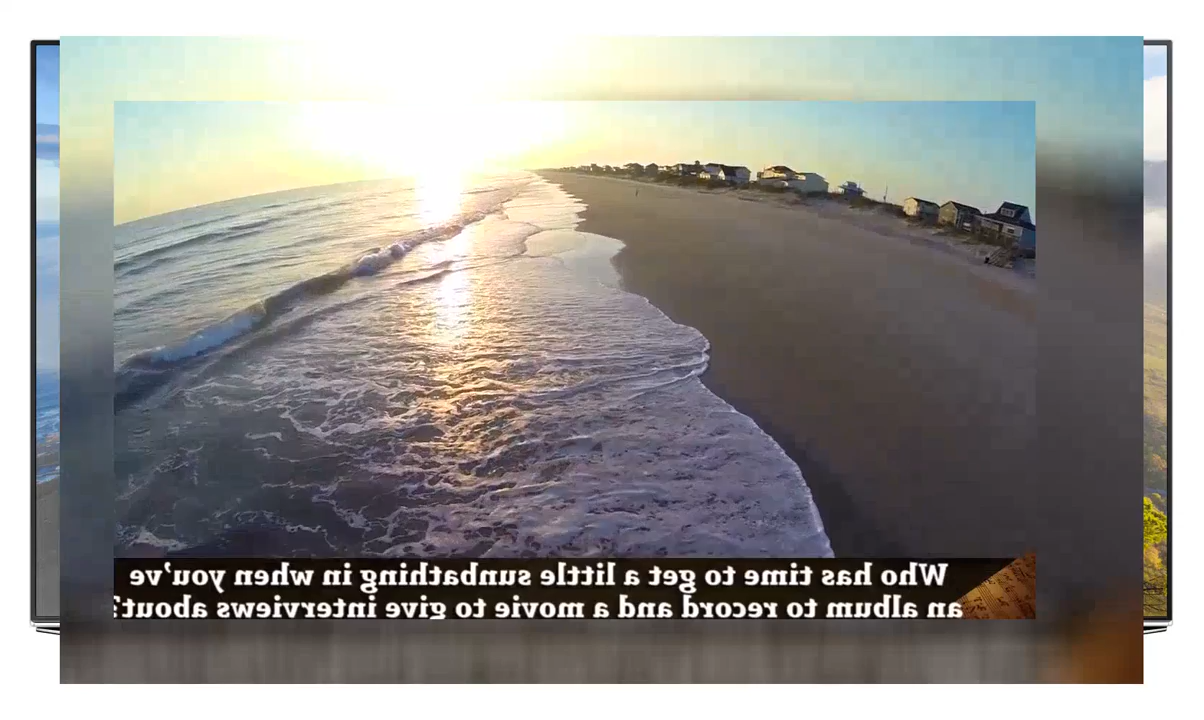 Who has time to get a little sunbathing in when you've
an album to record and a movie to give interviews about?